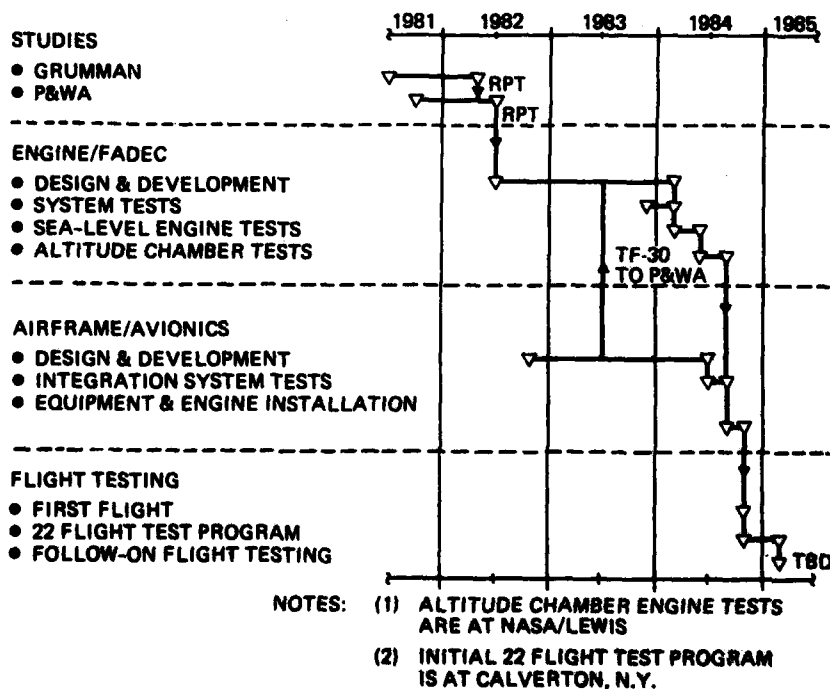 1981 1982 1983 1984 1985
STUDIES
• GRUMMAN
• P&WA
RPT
RPT
ENGINE/FADEC
• DESIGN & DEVELOPMENT
• SYSTEM TESTS
• SEA-LEVEL ENGINE TESTS
• ALTITUDE CHAMBER TESTS
TF-30
TO P&WA
AIRFRAME/AVIONICS
• DESIGN & DEVELOPMENT
• INTEGRATION SYSTEM TESTS
• EQUIPMENT & ENGINE INSTALLATION
FLIGHT TESTING
• FIRST FLIGHT
• 22 FLIGHT TEST PROGRAM
• FOLLOW-ON FLIGHT TESTING
TBD
NOTES: (1) ALTITUDE CHAMBER ENGINE TESTS
ARE AT NASA/LEWIS
(2) INITIAL 22 FLIGHT TEST PROGRAM
IS AT CALVERTON, N.Y.